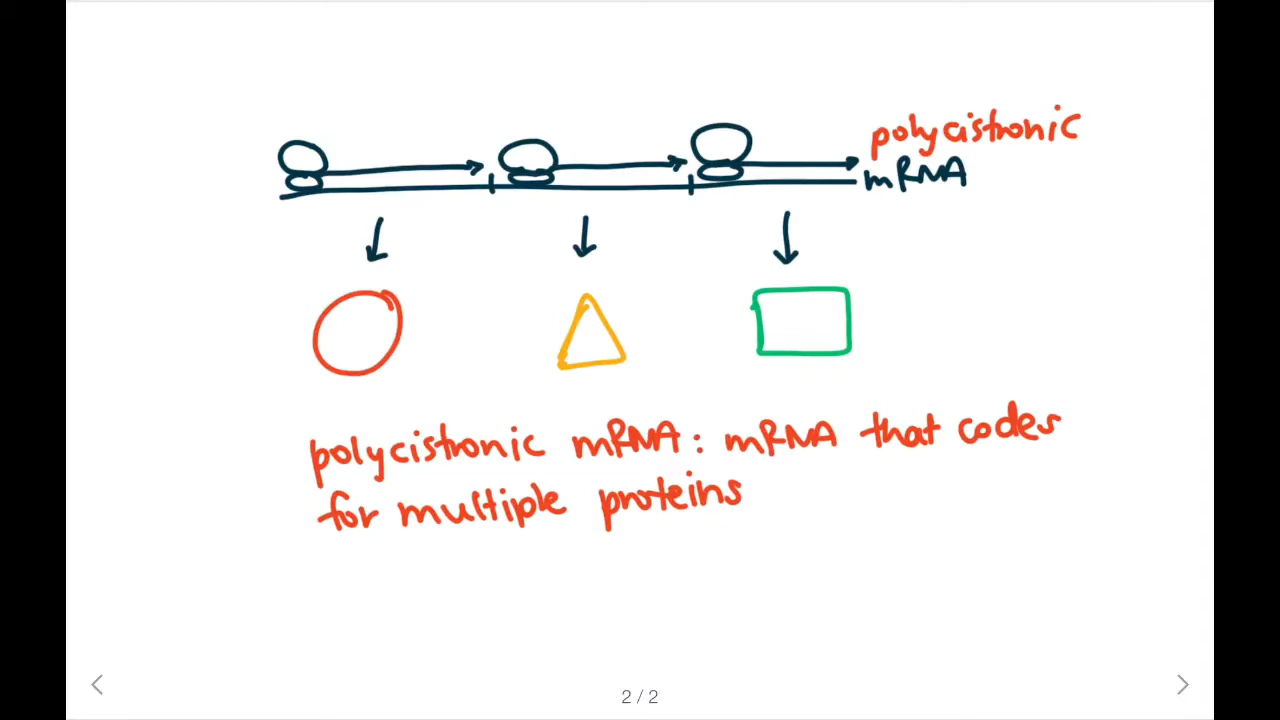 polycistronic
mRNA
polycistronic mRNA: mRNA that codes
for multiple proteins
2 / 2